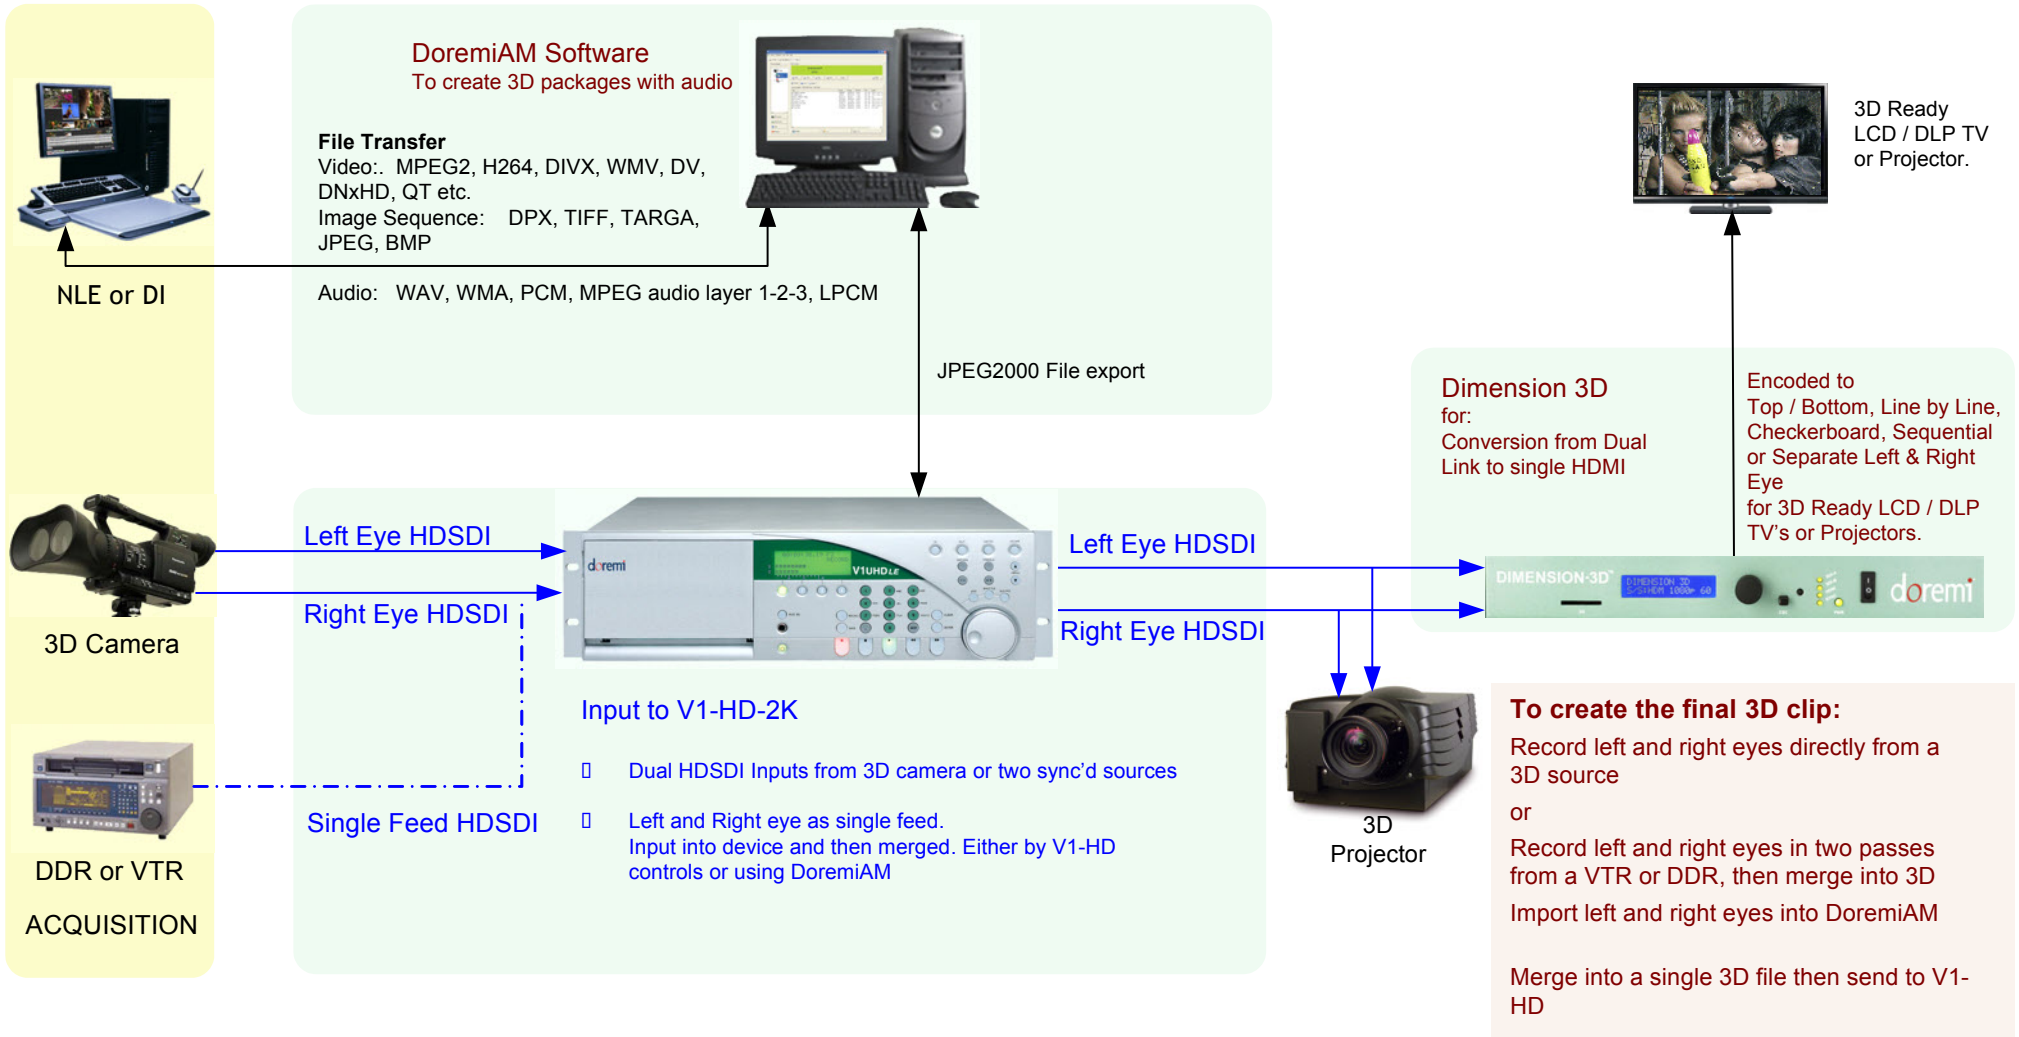 DoremiAM Software
To create 3D packages with audio
File Transfer
Video:.  MPEG2, H264, DIVX, WMV, DV,
DNxHD, QT etc.
Image Sequence:   DPX, TIFF, TARGA,
JPEG, BMP
Audio:  WAV, WMA, PCM, MPEG audio layer 1-2-3, LPCM
NLE or DI
JPEG2000 File export
3D Ready
LCD / DLP TV
or Projector.
Dimension 3D
for:
Conversion from Dual
Link to single HDMI
Encoded to
Top / Bottom, Line by Line,
Checkerboard, Sequential
or Separate Left & Right
Eye
for 3D Ready LCD / DLP
TV's or Projectors.
Left Eye HDSDI
Right Eye HDSDI
3D Camera
doremi
V1UHD LE
Left Eye HDSDI
Right Eye HDSDI
DIMENSION-3D™
DIMENSION 3D
S/S:HDM 1080P 60
doremi
Input to V1-HD-2K
Dual HDSDI Inputs from 3D camera or two sync'd sources
Left and Right eye as single feed.
Input into device and then merged. Either by V1-HD
controls or using DoremiAM
Single Feed HDSDI
DDR or VTR
ACQUISITION
3D
Projector
To create the final 3D clip:
Record left and right eyes directly from a
3D source
or
Record left and right eyes in two passes
from a VTR or DDR, then merge into 3D
Import left and right eyes into DoremiAM
Merge into a single 3D file then send to V1-
HD